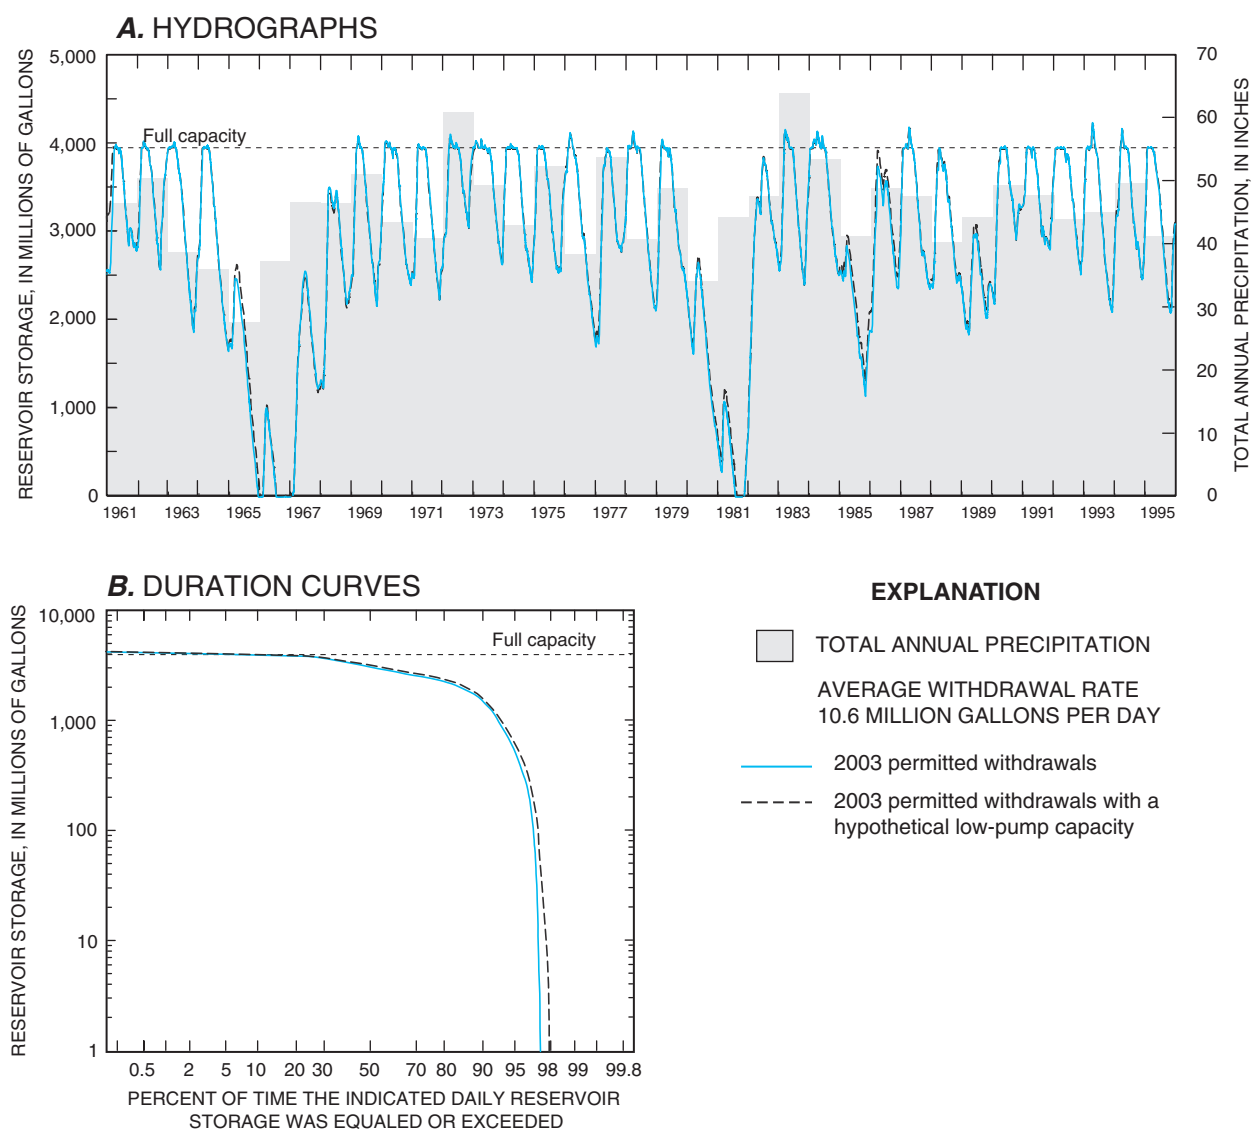 A. HYDROGRAPHS
RESERVOIR STORAGE, IN MILLIONS OF GALLONS
5,000
4,000
3,000
2,000
1,000
0
Full capacity
70
60
50
40
30
20
10
0
TOTAL ANNUAL PRECIPITATION, IN INCHES
1961 1963 1965 1967 1969 1971 1973 1975 1977 1979 1981 1983 1985 1987 1989 1991 1993 1995
B. DURATION CURVES
RESERVOIR STORAGE, IN MILLIONS OF GALLONS
10,000
1,000
100
10
1
Full capacity
0.5 2 5 10 20 30 50 70 80 90 95 98 99 99.8
PERCENT OF TIME THE INDICATED DAILY RESERVOIR
STORAGE WAS EQUALED OR EXCEEDED
EXPLANATION
TOTAL ANNUAL PRECIPITATION
AVERAGE WITHDRAWAL RATE
10.6 MILLION GALLONS PER DAY
2003 permitted withdrawals
2003 permitted withdrawals with a
hypothetical low-pump capacity